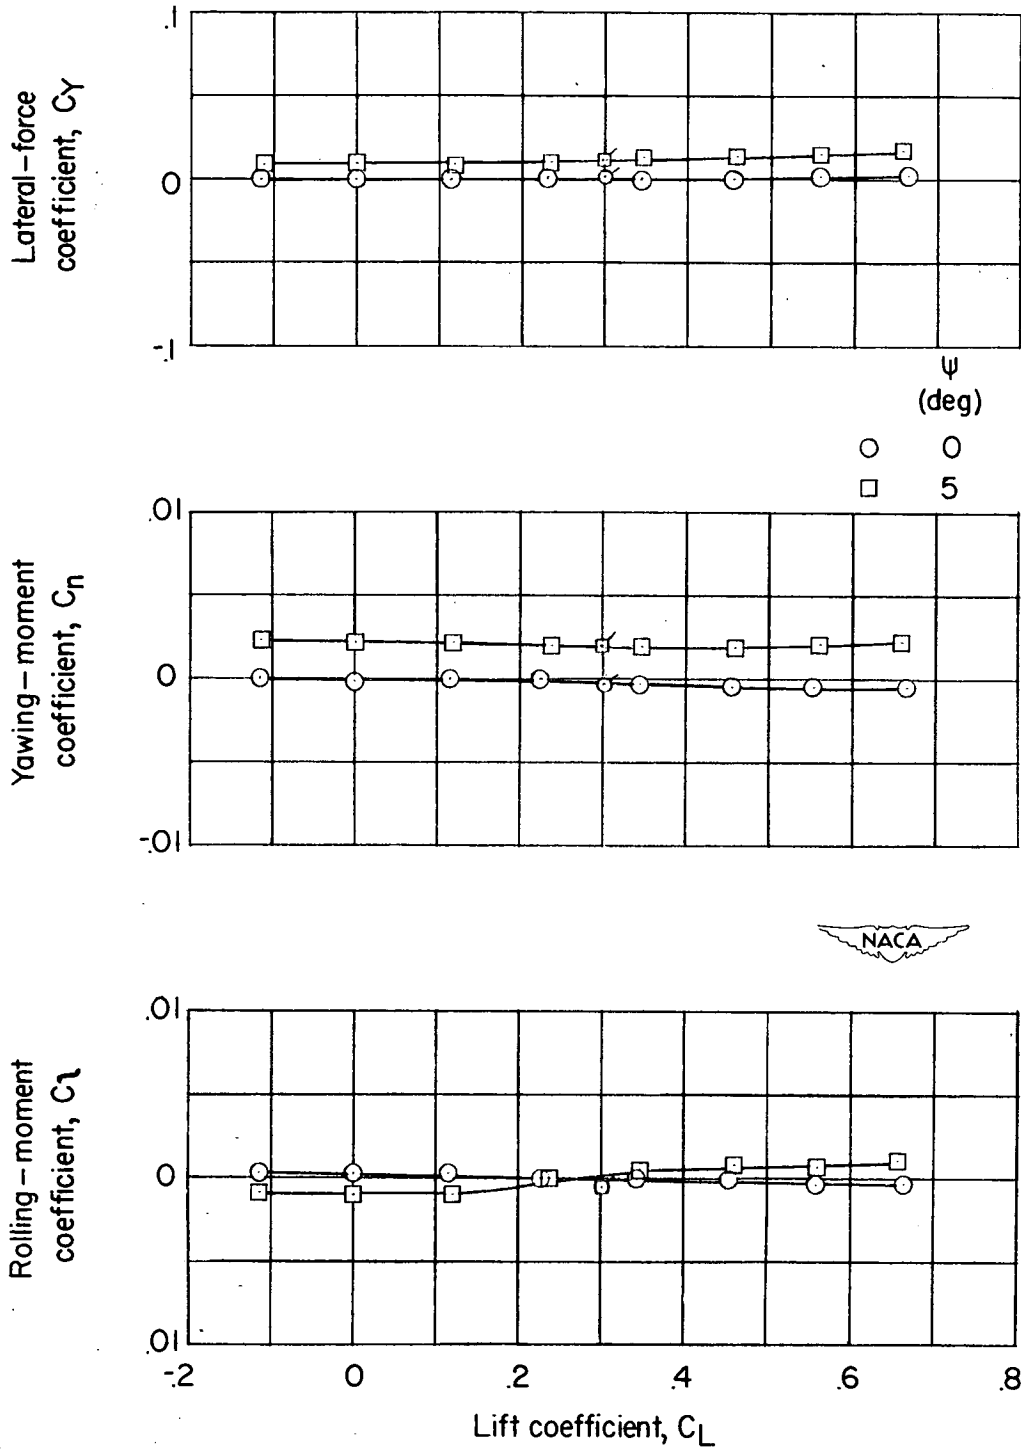 .1
Lateral-force
coefficient, CY
0
-.1
ψ
(deg)
0
5
.01
Yawing-moment
coefficient, Cn
0
-.01
NACA
.01
Rolling-moment
coefficient, Cl
0
.01
-.2 0 .2 .4 .6 .8
Lift coefficient, CL